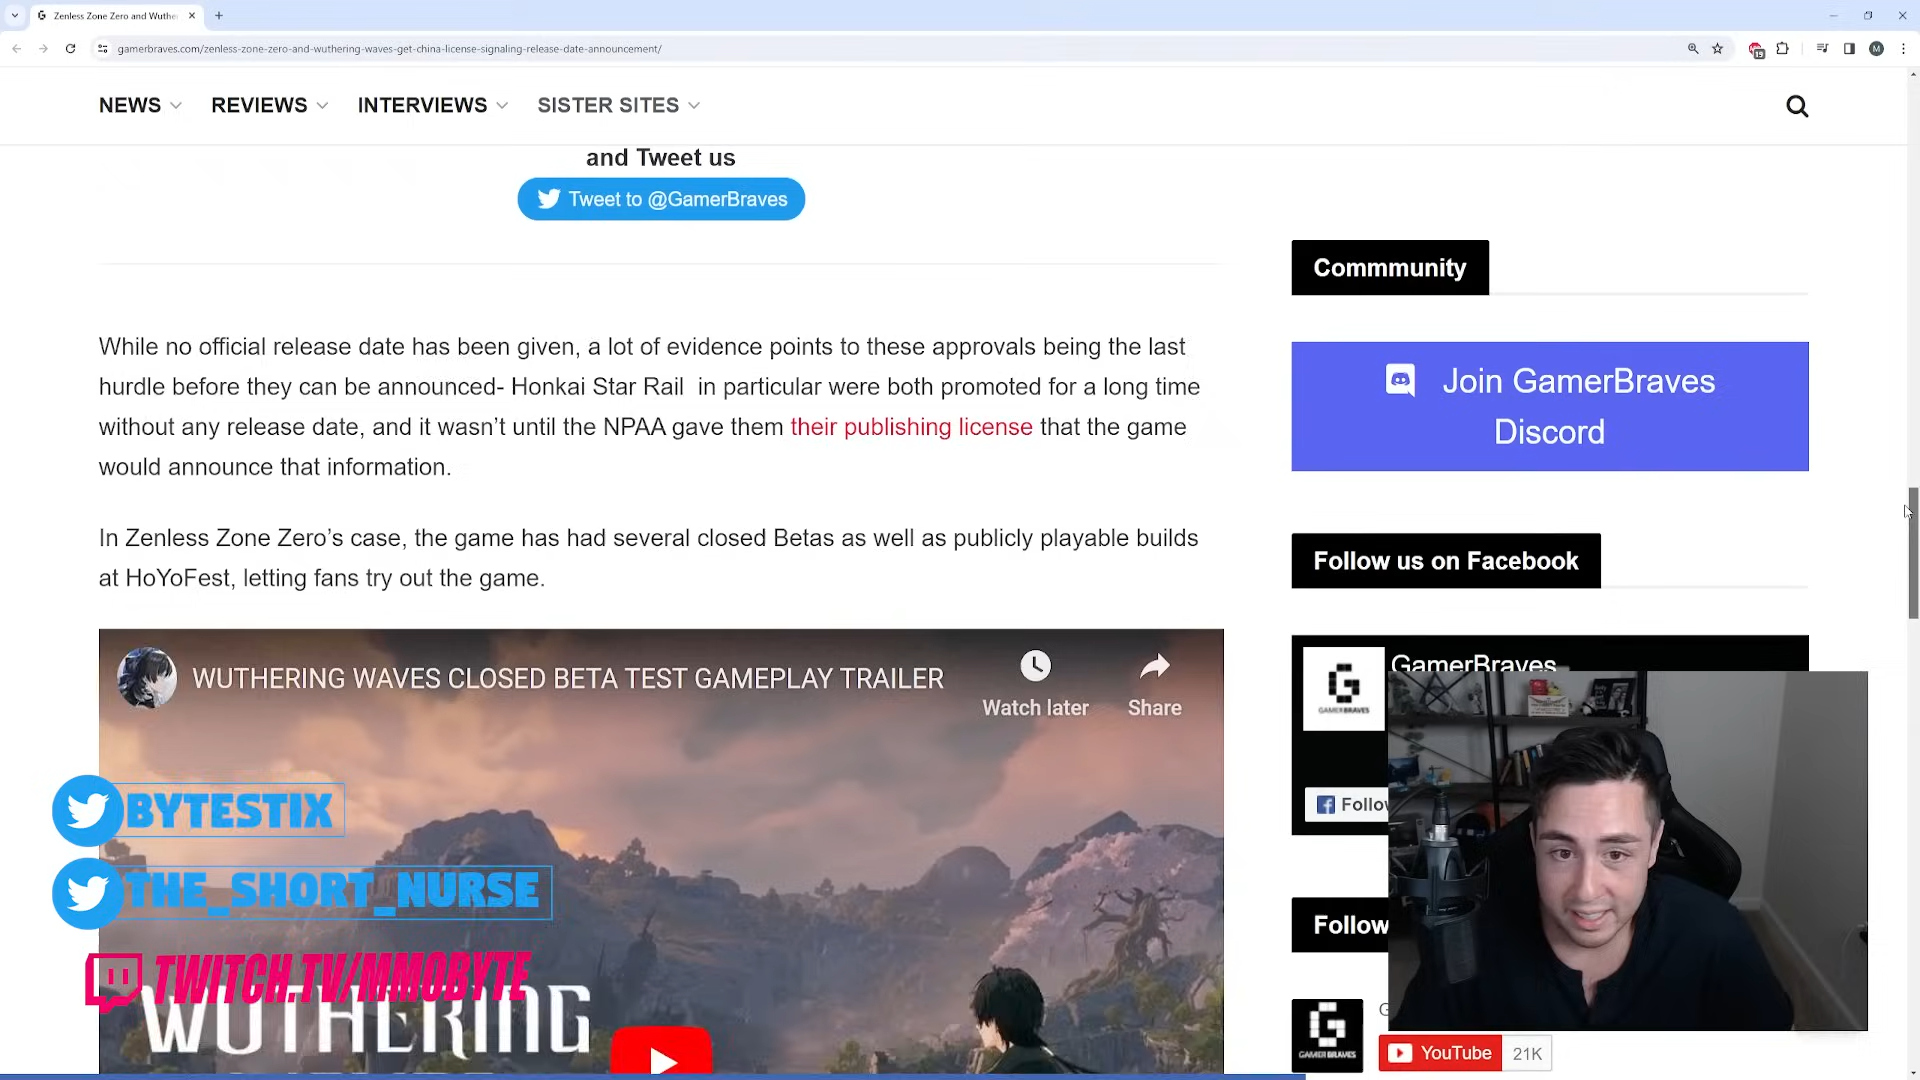 Zenless Zone Zero and Wuthe
gamerbraves.com/zenless-zone-zero-and-wuthering-waves-get-china-license-signaling-release-date-announcement/
M
NEWS REVIEWS INTERVIEWS SISTER SITES
and Tweet us
Tweet to @GamerBraves
While no official release date has been given, a lot of evidence points to these approvals being the last
hurdle before they can be announced- Honkai Star Rail  in particular were both promoted for a long time
without any release date, and it wasn’t until the NPAA gave them their publishing license that the game
would announce that information.
In Zenless Zone Zero’s case, the game has had several closed Betas as well as publicly playable builds
at HoYoFest, letting fans try out the game.
WUTHERING WAVES CLOSED BETA TEST GAMEPLAY TRAILER
Watch later
Share
BYTESTIX
THE_SHORT_NURSE
TWITCH.TV/MMOBYTE
WUTHERING
Commmunity
Join GamerBraves
Discord
Follow us on Facebook
GamerBraves
GAMERBRAVES
Follow
Follow
GAMERBRAVES
YouTube 21K